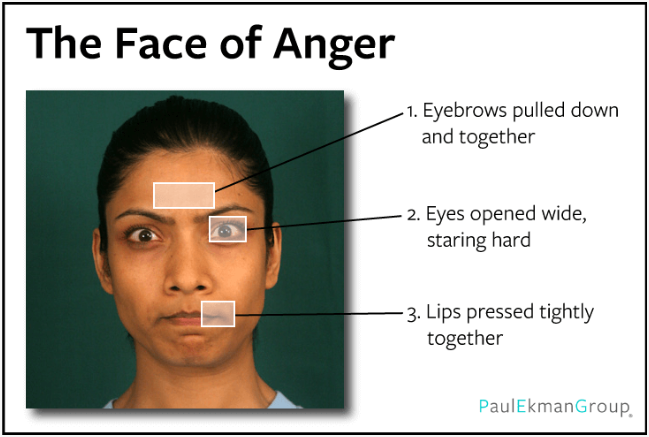 The Face of Anger
1. Eyebrows pulled down
and together
2. Eyes opened wide,
staring hard
3. Lips pressed tightly
together
PaulEkmanGroup®